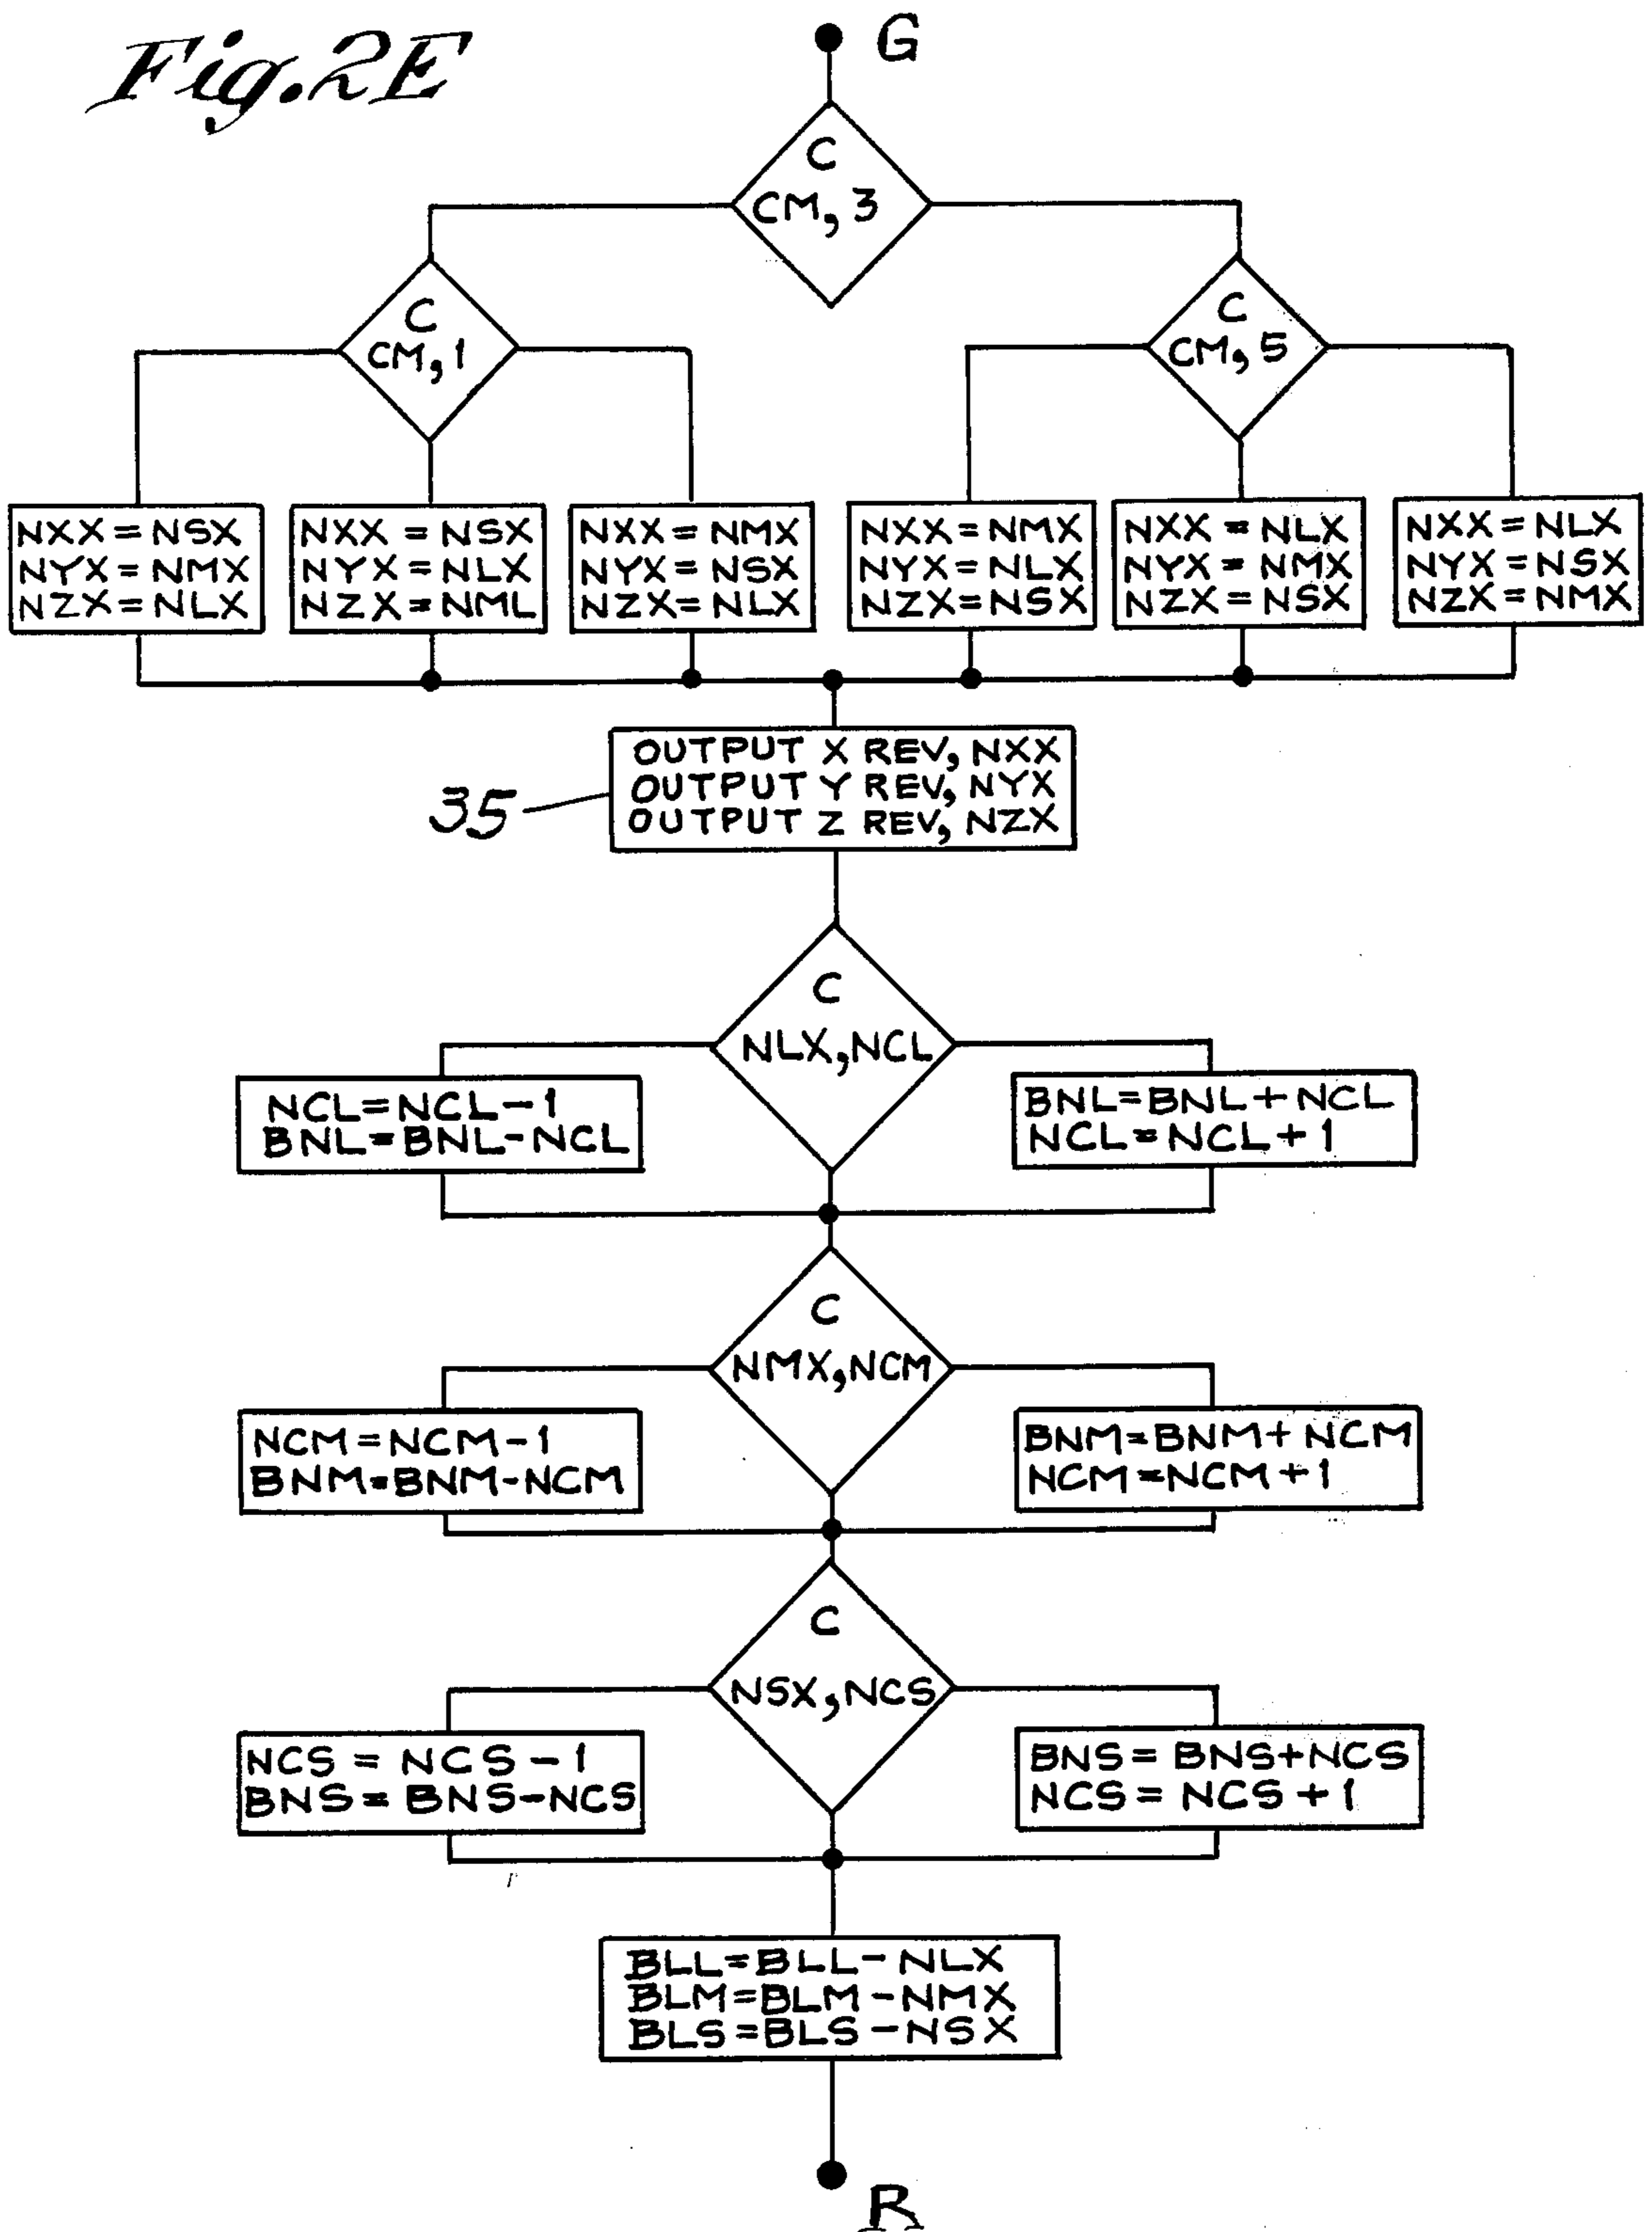 Fig. 2E
G
C
CM, 3
C
CM, 1
C
CM, 5
NXX = NSX
NYX = NMX
NZX = NLX
NXX = NSX
NYX = NLX
NZX = NML
NXX = NMX
NYX = NSX
NZX = NLX
NXX = NMX
NYX = NLX
NZX = NSX
NXX = NLX
NYX = NMX
NZX = NSX
NXX = NLX
NYX = NSX
NZX = NMX
OUTPUT X REV, NXX
OUTPUT Y REV, NYX
OUTPUT Z REV, NZX
35
C
NLX, NCL
NCL = NCL - 1
BNL = BNL - NCL
BNL = BNL + NCL
NCL = NCL + 1
C
NMX, NCM
NCM = NCM - 1
BNM = BNM - NCM
BNM = BNM + NCM
NCM = NCM + 1
C
NSX, NCS
NCS = NCS - 1
BNS = BNS - NCS
BNS = BNS + NCS
NCS = NCS + 1
BLL = BLL - NLX
BLM = BLM - NMX
BLS = BLS - NSX
R